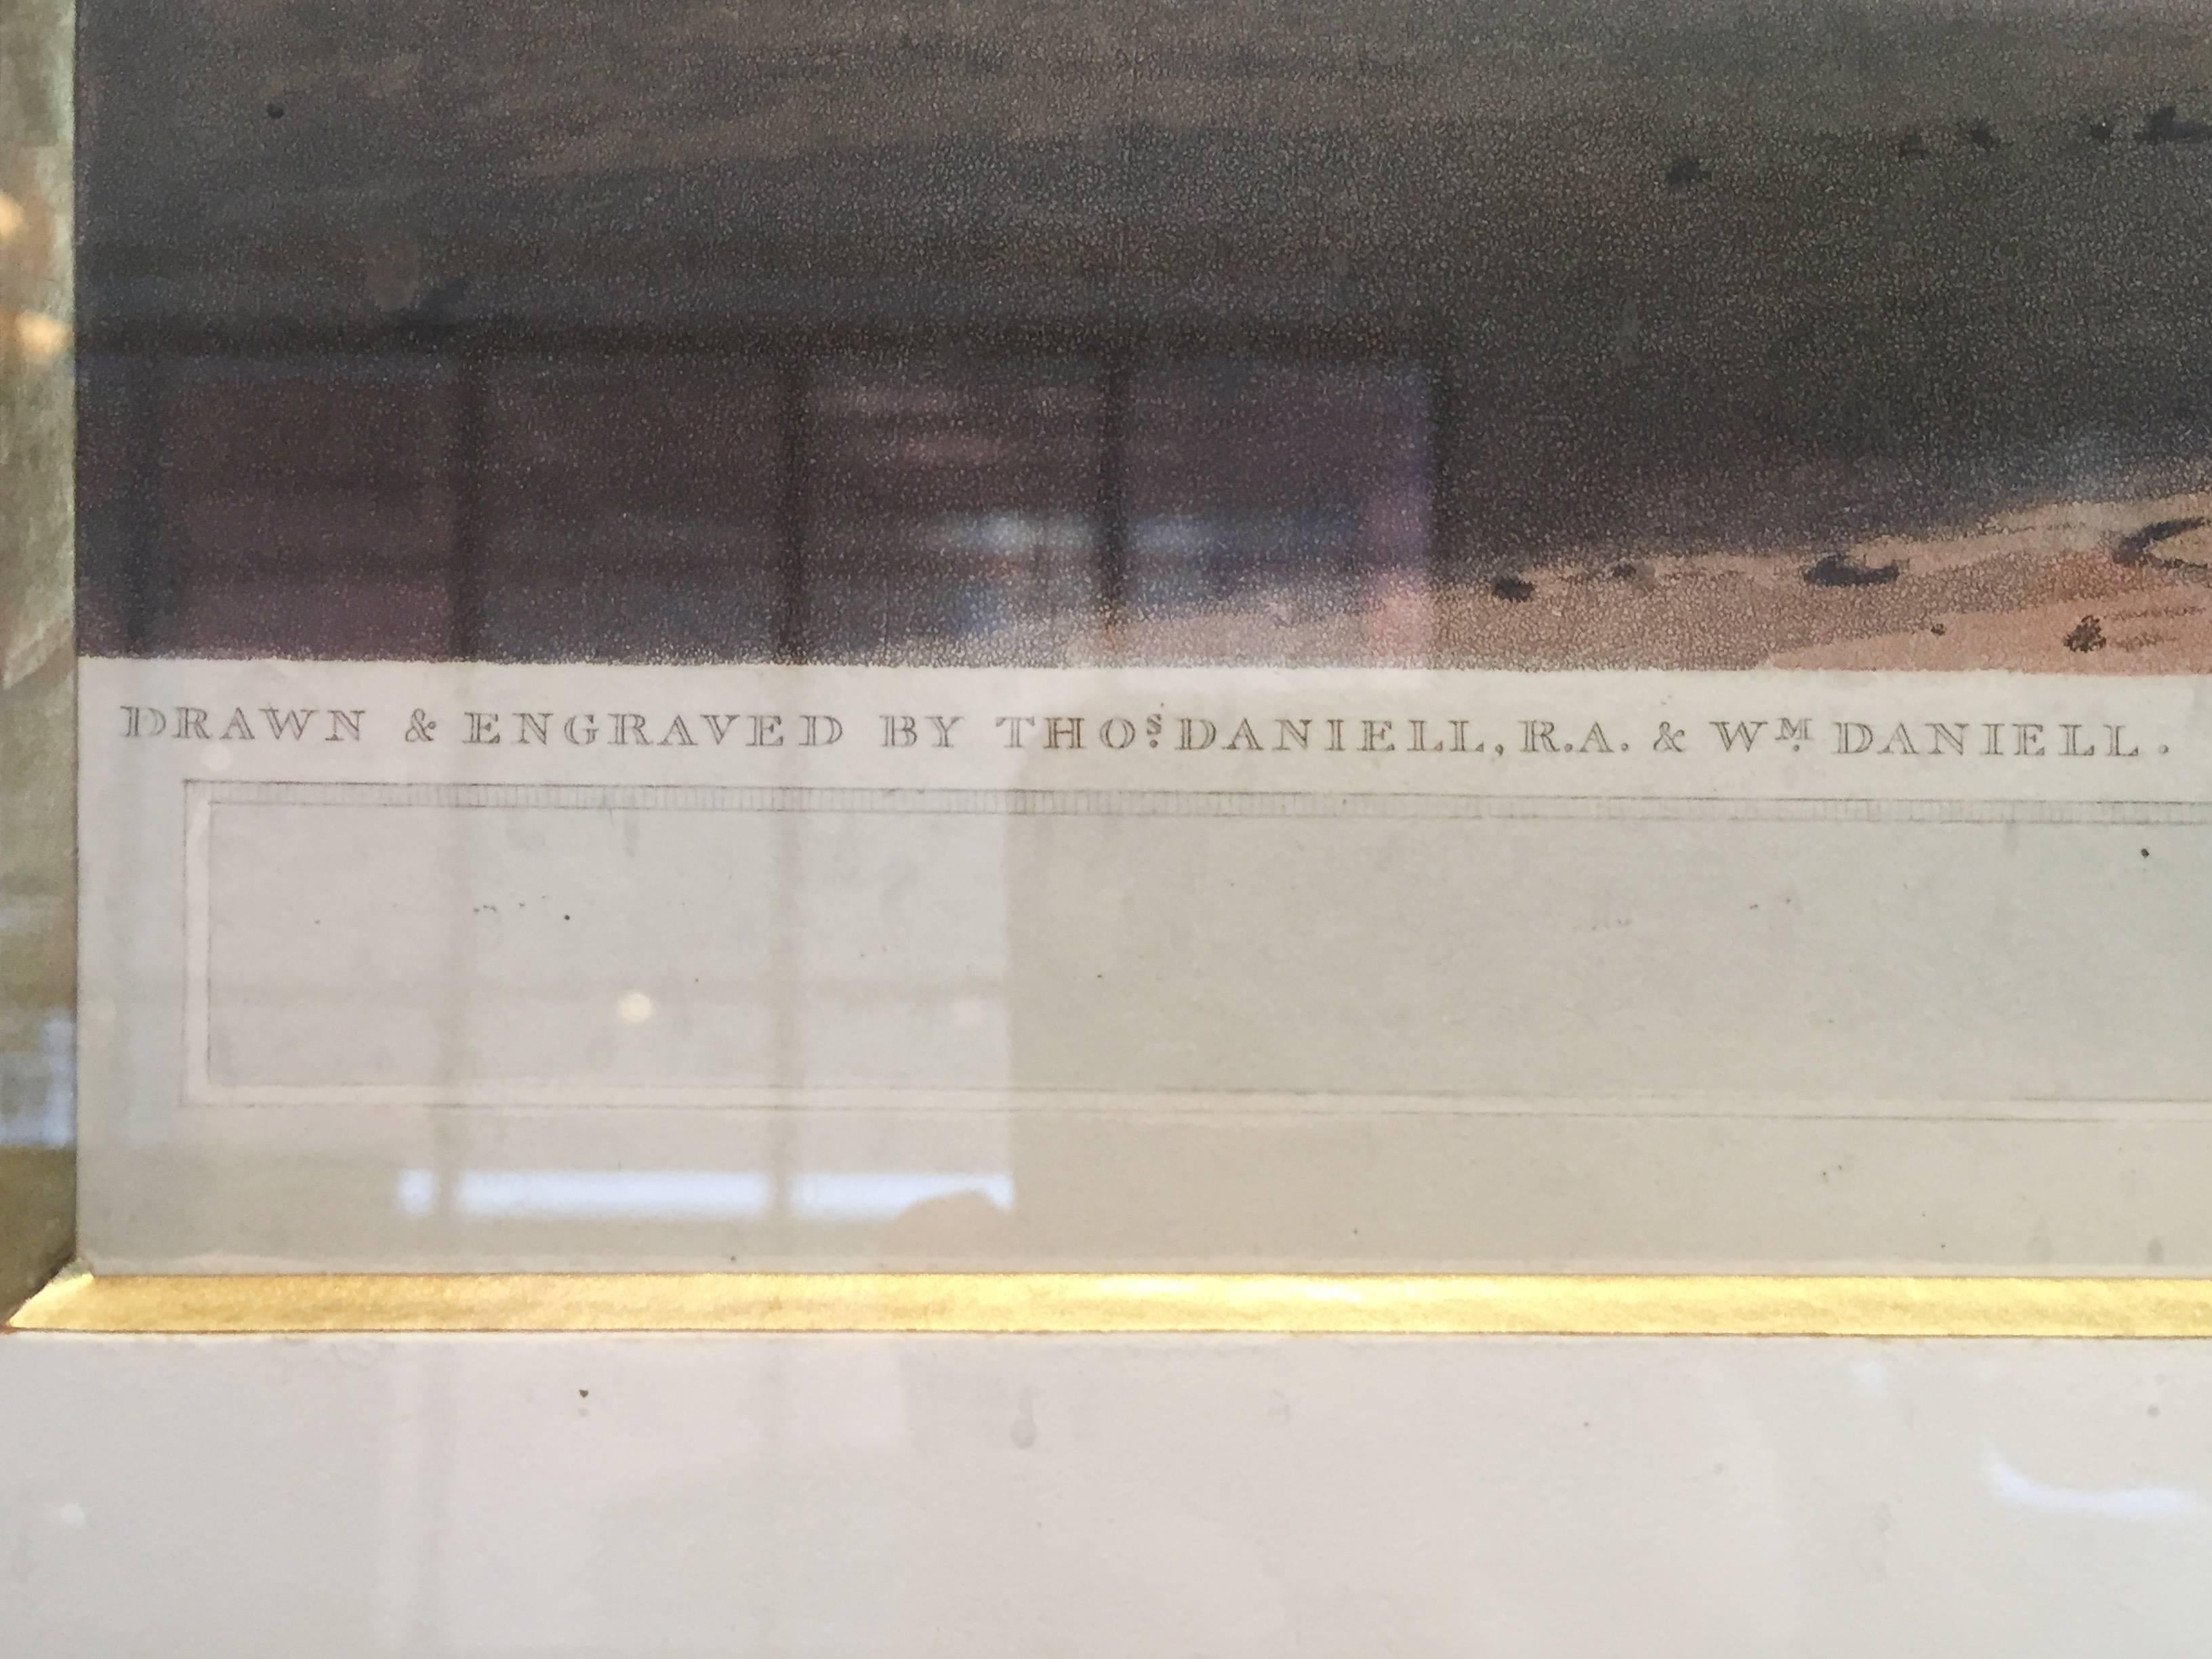 DRAWN & ENGRAVED BY THOS. DANIELL, R.A. & WM. DANIELL.